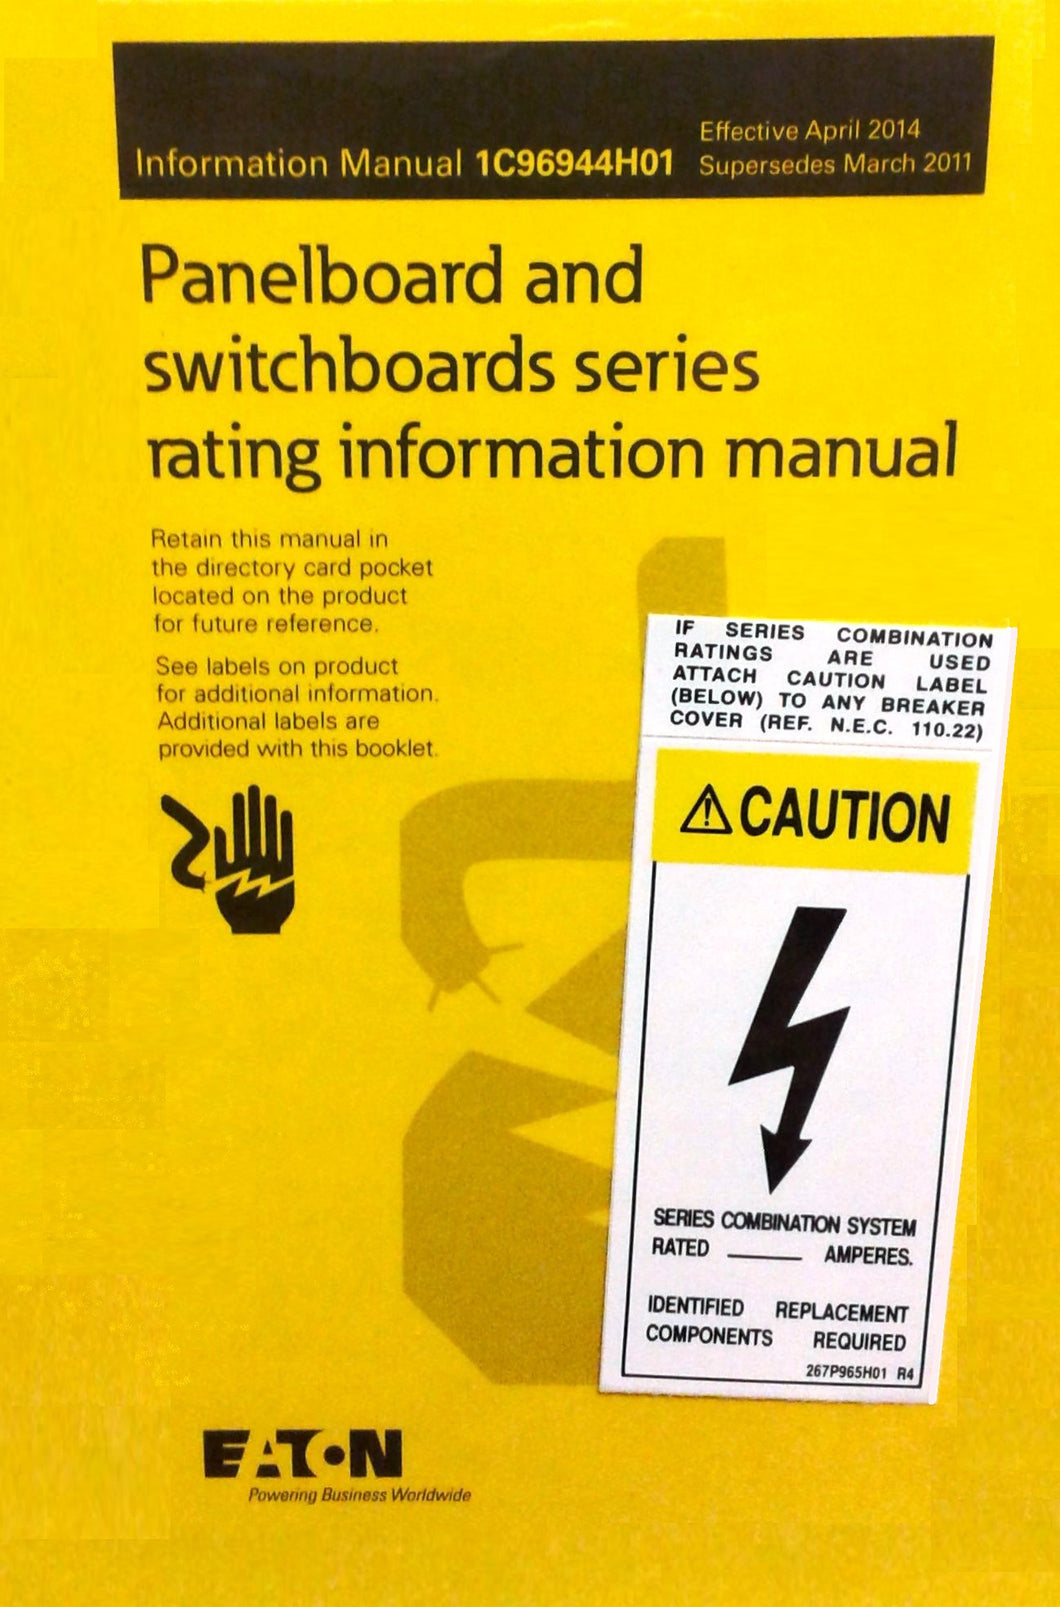 Information Manual 1C96944H01
Effective April 2014
Supersedes March 2011
Panelboard and
switchboards series
rating information manual
Retain this manual in
the directory card pocket
located on the product
for future reference.
See labels on product
for additional information.
Additional labels are
provided with this booklet.
IF SERIES COMBINATION
RATINGS ARE USED
ATTACH CAUTION LABEL
(BELOW) TO ANY BREAKER
COVER (REF. N.E.C. 110.22)
CAUTION
SERIES COMBINATION SYSTEM
RATED ______ AMPERES.
IDENTIFIED REPLACEMENT
COMPONENTS REQUIRED
267P965H01 R4
EATON
Powering Business Worldwide